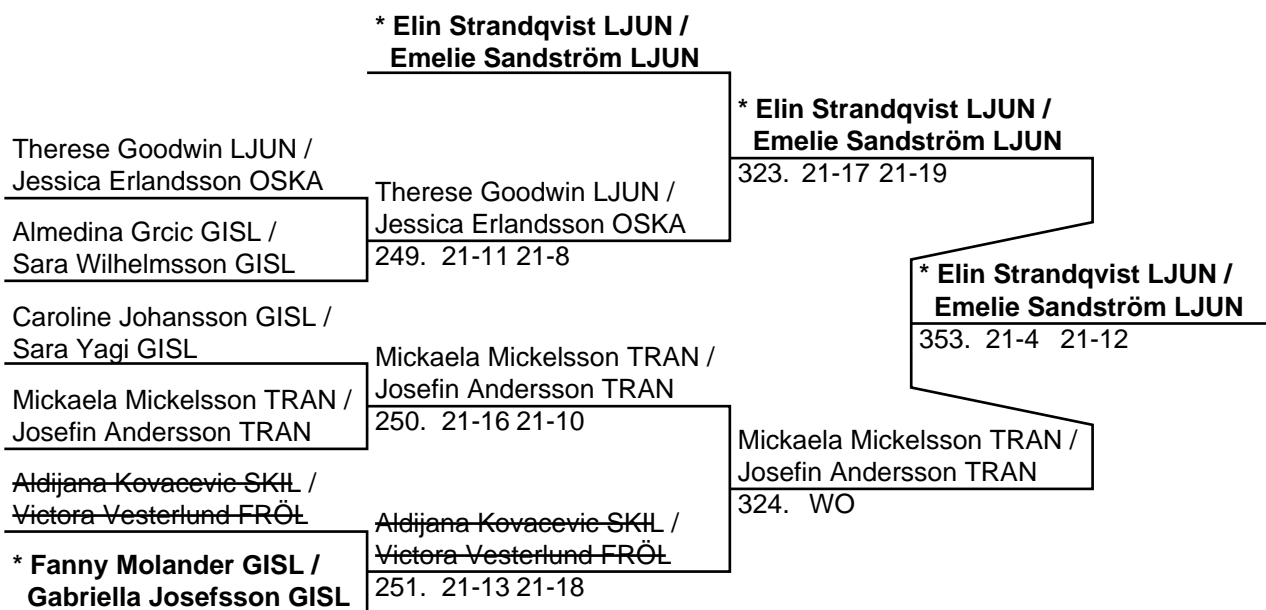 * Elin Strandqvist LJUN /
Emelie Sandström LJUN
* Elin Strandqvist LJUN /
Emelie Sandström LJUN
323. 21-17 21-19
Therese Goodwin LJUN /
Jessica Erlandsson OSKA
Therese Goodwin LJUN /
Jessica Erlandsson OSKA
249. 21-11 21-8
Almedina Grcic GISL /
Sara Wilhelmsson GISL
* Elin Strandqvist LJUN /
Emelie Sandström LJUN
353. 21-4 21-12
Caroline Johansson GISL /
Sara Yagi GISL
Mickaela Mickelsson TRAN /
Josefin Andersson TRAN
250. 21-16 21-10
Mickaela Mickelsson TRAN /
Josefin Andersson TRAN
Mickaela Mickelsson TRAN /
Josefin Andersson TRAN
324. WO
Aldijana Kovacevic SKIL /
Victora Vesterlund FRÖL
Aldijana Kovacevic SKIL /
Victora Vesterlund FRÖL
251. 21-13 21-18
* Fanny Molander GISL /
Gabriella Josefsson GISL